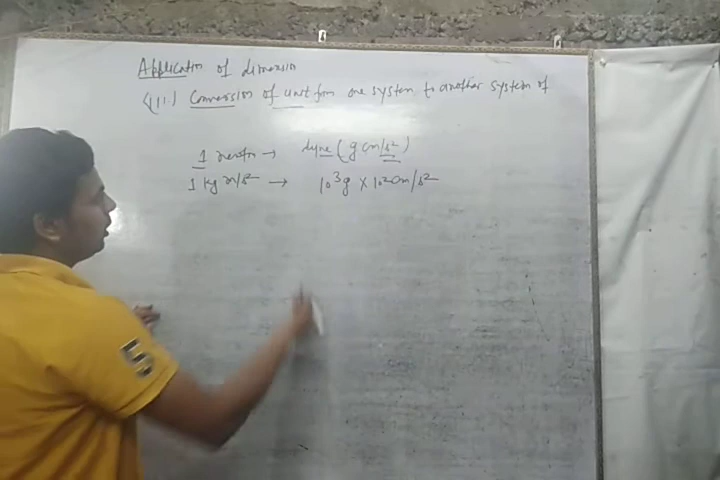 Application of dimension
(iii) Conversion of unit from one system to another system of
1 newton → dyne (g cm/s²)
1 kg m/s² → 10³g × 10²cm/s²
5